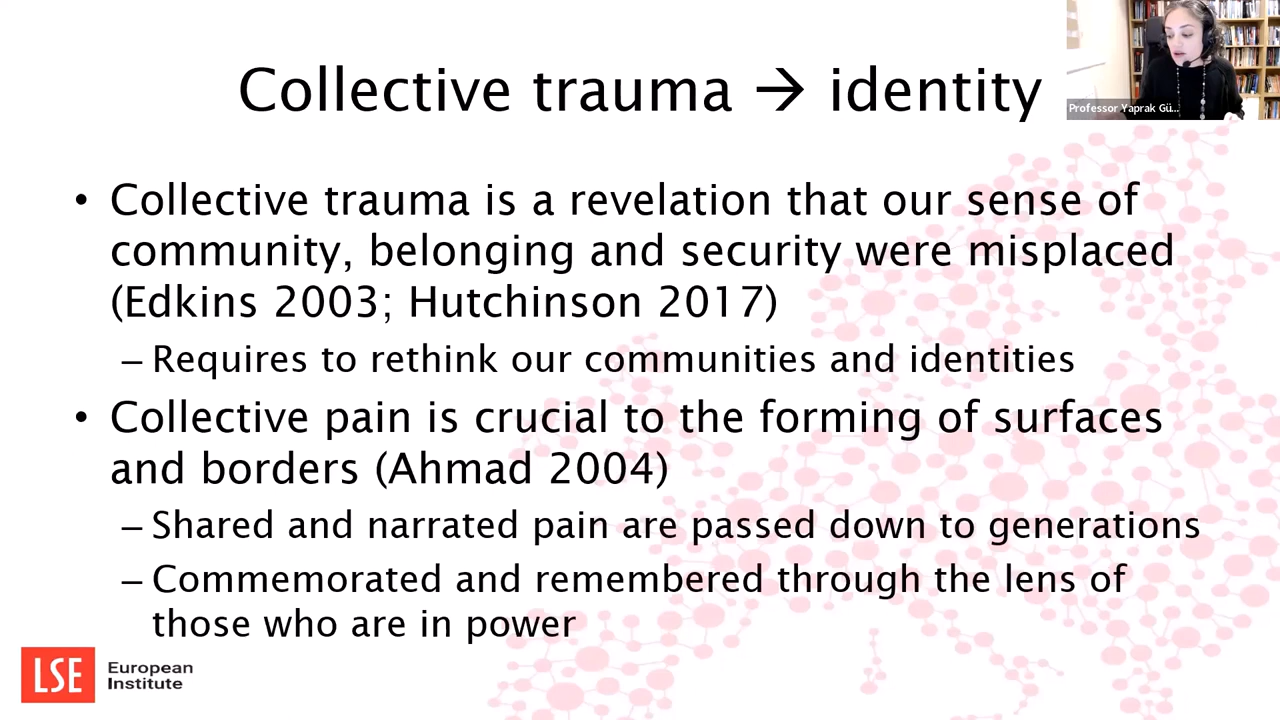 Collective trauma → identity
Professor Yaprak Gü...
• Collective trauma is a revelation that our sense of
community, belonging and security were misplaced
(Edkins 2003; Hutchinson 2017)
– Requires to rethink our communities and identities
• Collective pain is crucial to the forming of surfaces
and borders (Ahmad 2004)
– Shared and narrated pain are passed down to generations
– Commemorated and remembered through the lens of
those who are in power
LSE
European
Institute